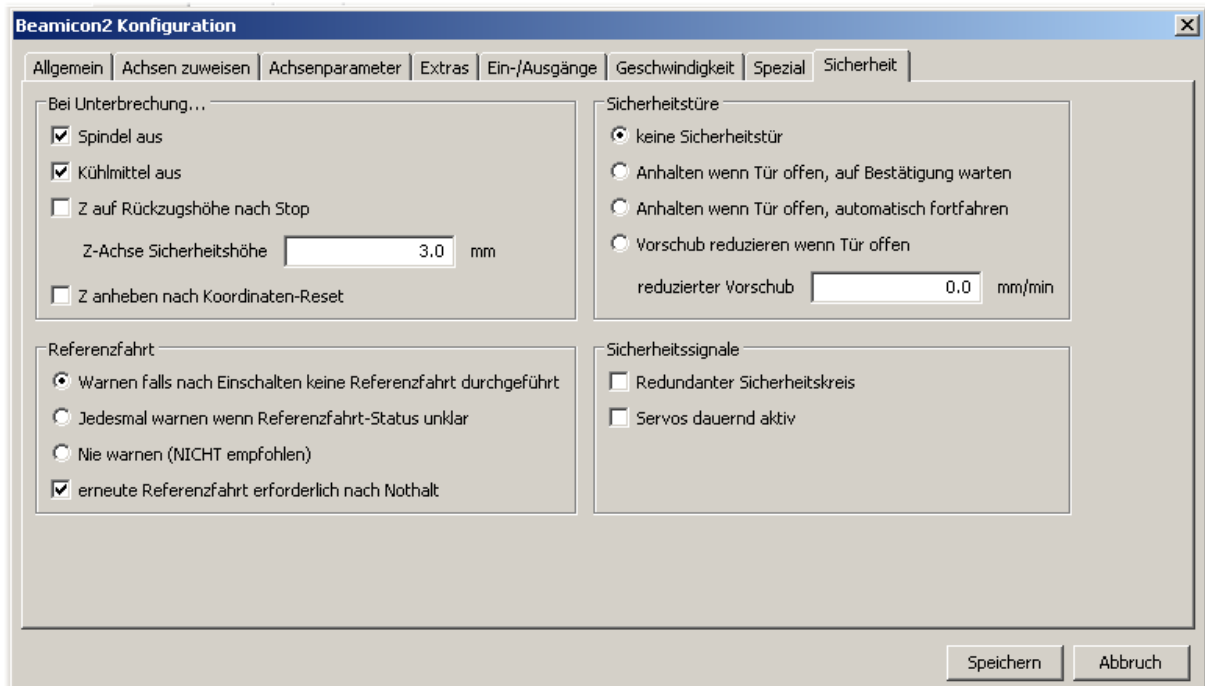 Beamicon2 Konfiguration
Allgemein Achsen zuweisen Achsenparameter Extras Ein-/Ausgänge Geschwindigkeit Spezial Sicherheit
Bei Unterbrechung...
Spindel aus
Kühlmittel aus
Z auf Rückzugshöhe nach Stop
Z-Achse Sicherheitshöhe 3.0 mm
Z anheben nach Koordinaten-Reset
Sicherheitstüre
keine Sicherheitstür
Anhalten wenn Tür offen, auf Bestätigung warten
Anhalten wenn Tür offen, automatisch fortfahren
Vorschub reduzieren wenn Tür offen
reduzierter Vorschub 0.0 mm/min
Referenzfahrt
Warnen falls nach Einschalten keine Referenzfahrt durchgeführt
Jedesmal warnen wenn Referenzfahrt-Status unklar
Nie warnen (NICHT empfohlen)
erneute Referenzfahrt erforderlich nach Nothalt
Sicherheitssignale
Redundanter Sicherheitskreis
Servos dauernd aktiv
Speichern Abbruch